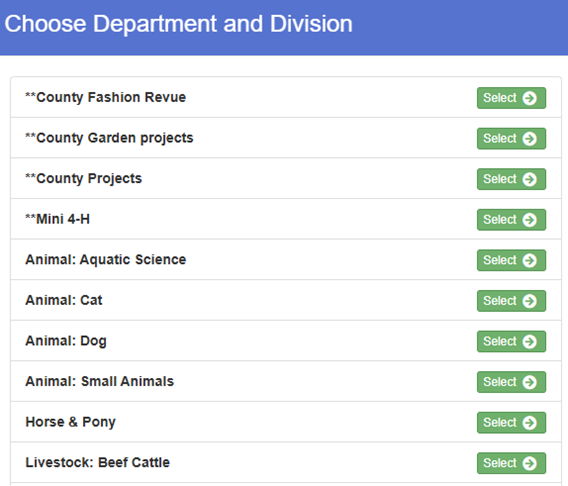 Choose Department and Division
**County Fashion Revue Select
**County Garden projects Select
**County Projects Select
**Mini 4-H Select
Animal: Aquatic Science Select
Animal: Cat Select
Animal: Dog Select
Animal: Small Animals Select
Horse & Pony Select
Livestock: Beef Cattle Select